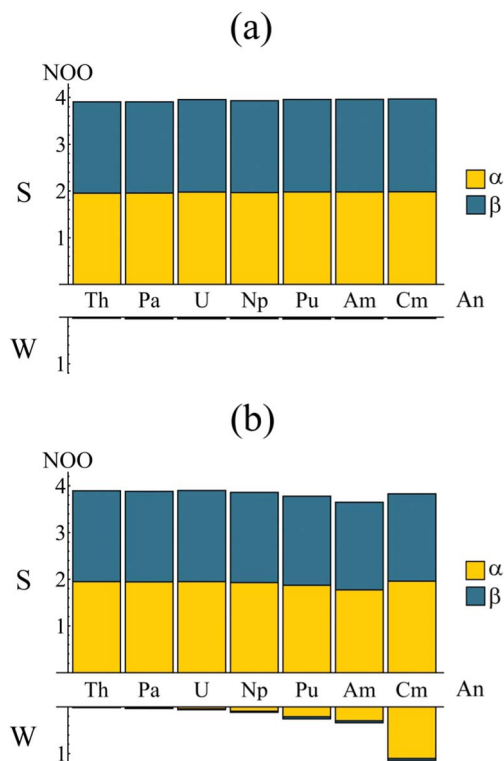 (a)
NOO
4
3
S
2
1
α
β
Th Pa U Np Pu Am Cm An
W
1
(b)
NOO
4
3
S
2
1
α
β
Th Pa U Np Pu Am Cm An
W
1